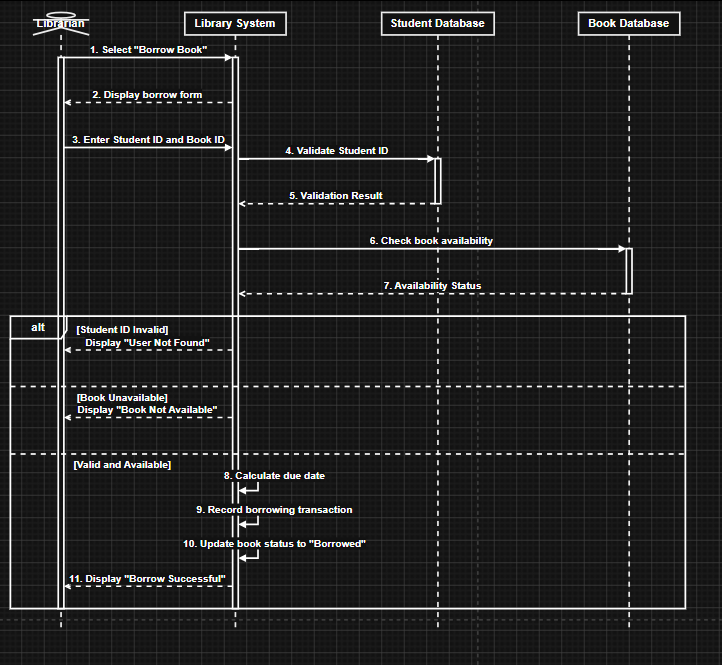 Librarian
Library System
Student Database
Book Database
1. Select "Borrow Book"
2. Display borrow form
3. Enter Student ID and Book ID
4. Validate Student ID
5. Validation Result
6. Check book availability
7. Availability Status
alt
[Student ID Invalid]
Display "User Not Found"
[Book Unavailable]
Display "Book Not Available"
[Valid and Available]
8. Calculate due date
9. Record borrowing transaction
10. Update book status to "Borrowed"
11. Display "Borrow Successful"